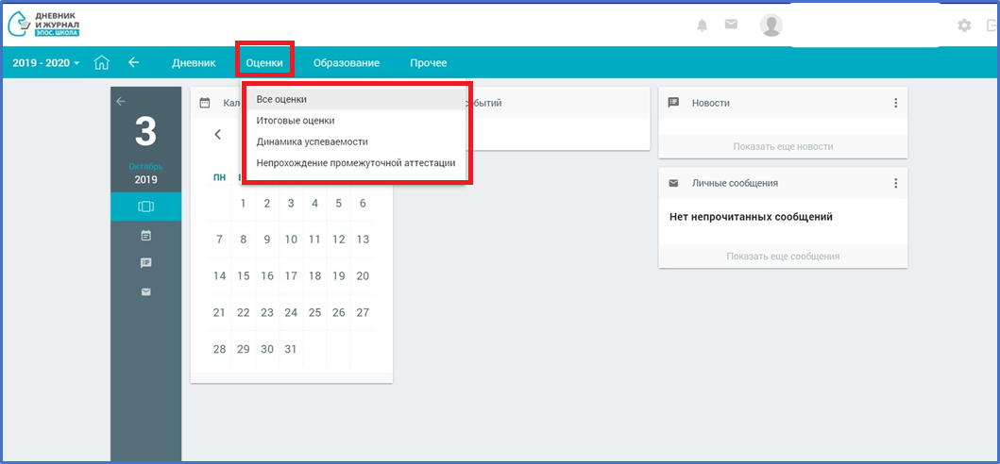 ДНЕВНИК
И ЖУРНАЛ
ЭПОС.ШКОЛА
2019 - 2020 Дневник Оценки Образование Прочее
Все оценки
Итоговые оценки
Динамика успеваемости
Непрохождение промежуточной аттестации
3
Октябрь
2019
ПН
1 2 3 4 5 6
7 8 9 10 11 12 13
14 15 16 17 18 19 20
21 22 23 24 25 26 27
28 29 30 31
Новости
Показать еще новости
Личные сообщения
Нет непрочитанных сообщений
Показать еще сообщения